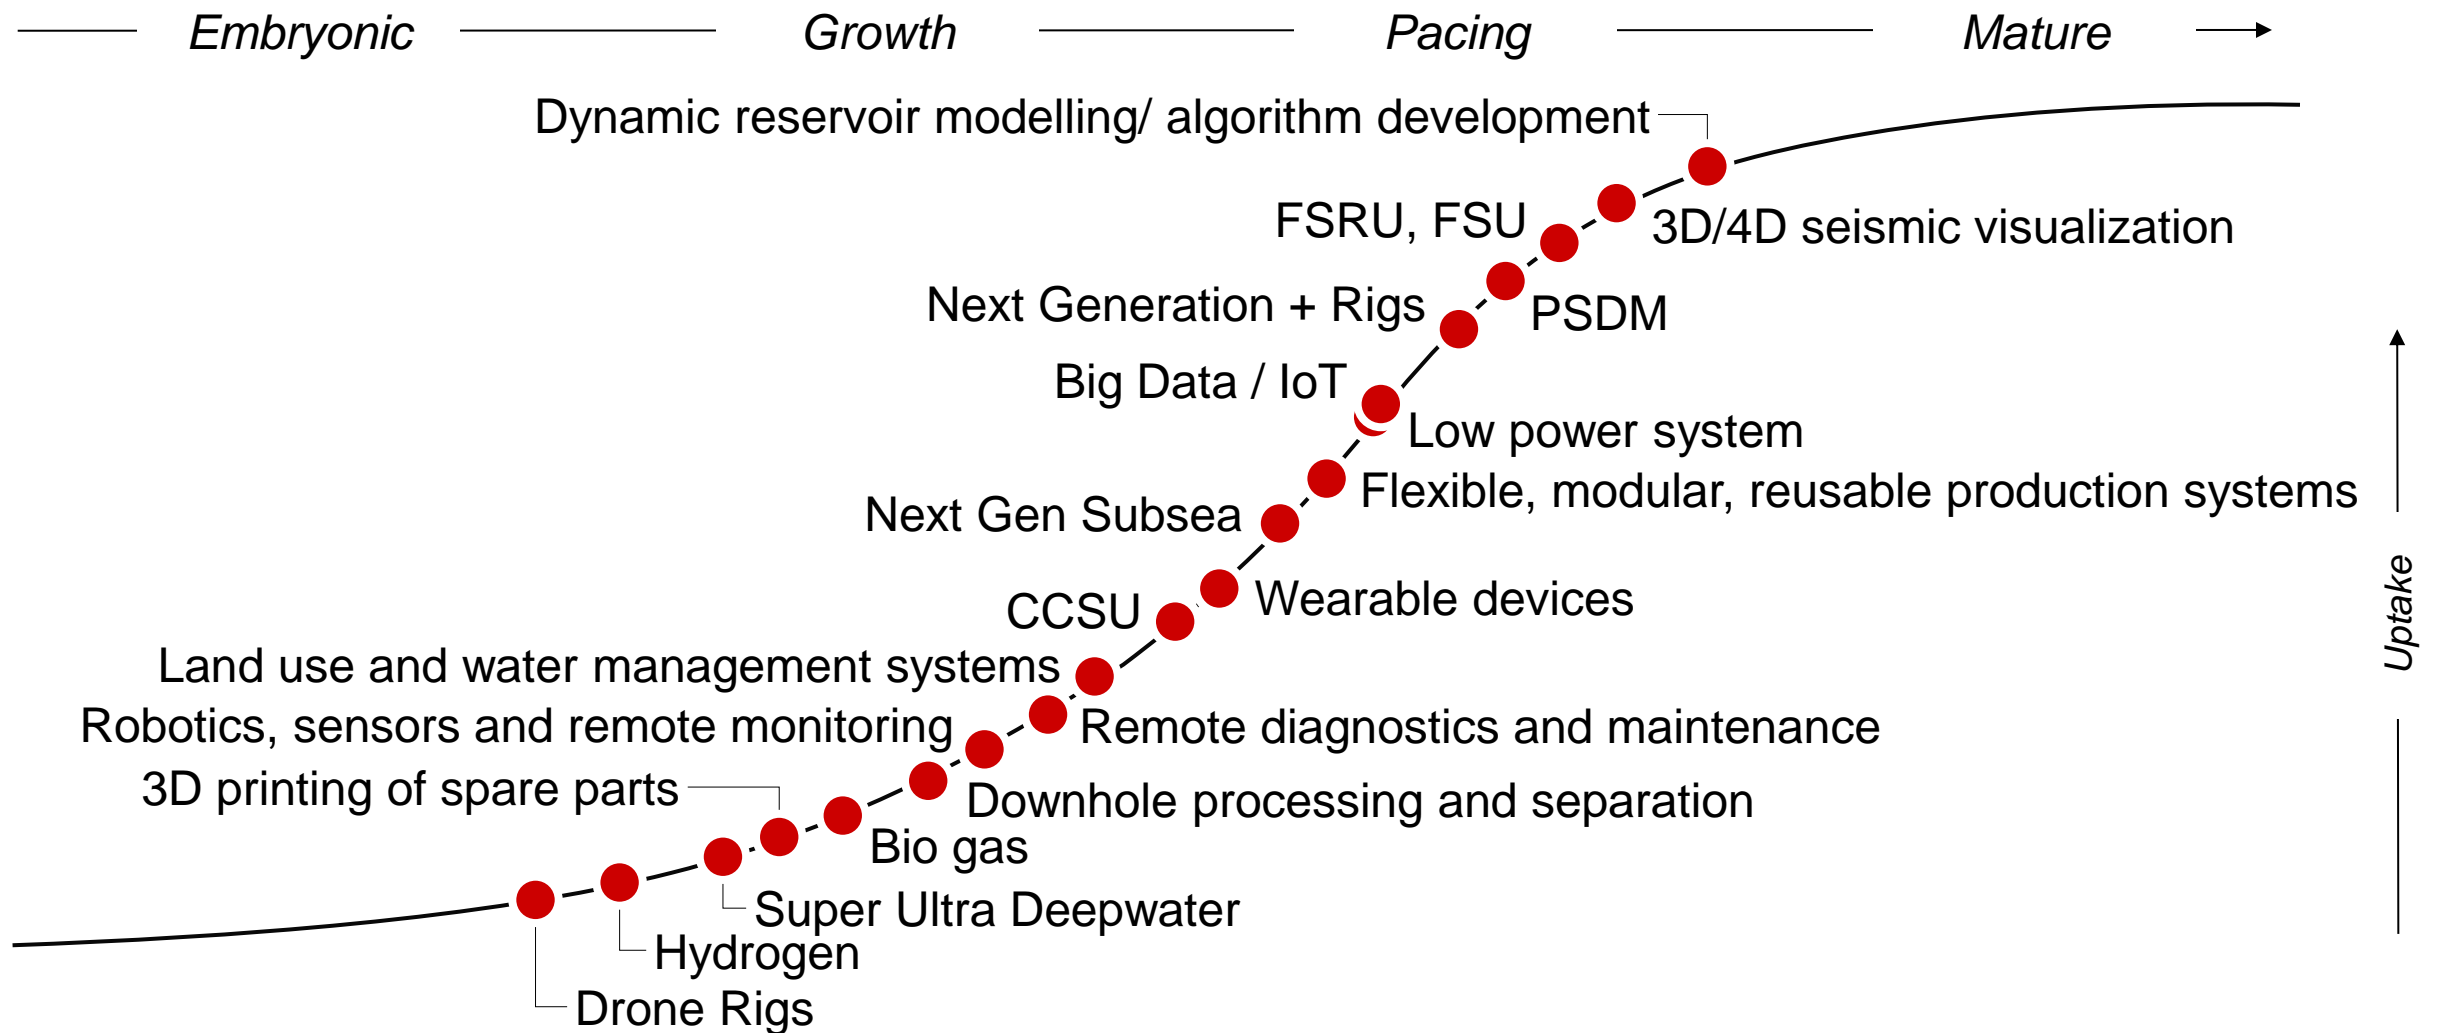 Embryonic
Growth
Pacing
Mature
Dynamic reservoir modelling/ algorithm development
FSRU, FSU
3D/4D seismic visualization
Next Generation + Rigs
PSDM
Big Data / IoT
Low power system
Flexible, modular, reusable production systems
Next Gen Subsea
Wearable devices
CCSU
Uptake
Land use and water management systems
Robotics, sensors and remote monitoring
Remote diagnostics and maintenance
3D printing of spare parts
Downhole processing and separation
Bio gas
Super Ultra Deepwater
Hydrogen
Drone Rigs